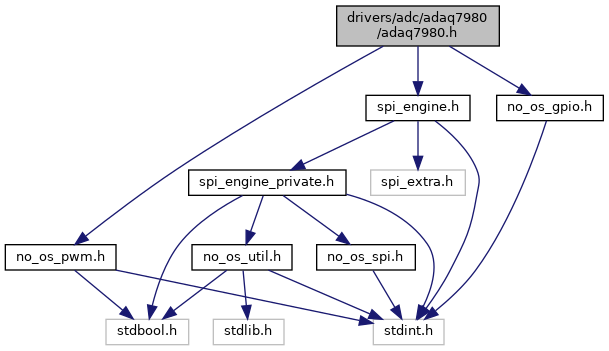 drivers/adc/adaq7980
/adaq7980.h
spi_engine.h
no_os_gpio.h
spi_engine_private.h
spi_extra.h
no_os_pwm.h
no_os_util.h
no_os_spi.h
stdbool.h
stdlib.h
stdint.h